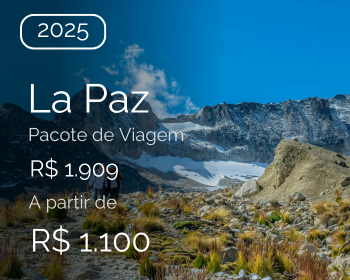 2025
La Paz
Pacote de Viagem
R$ 1.909
A partir de
R$ 1.100